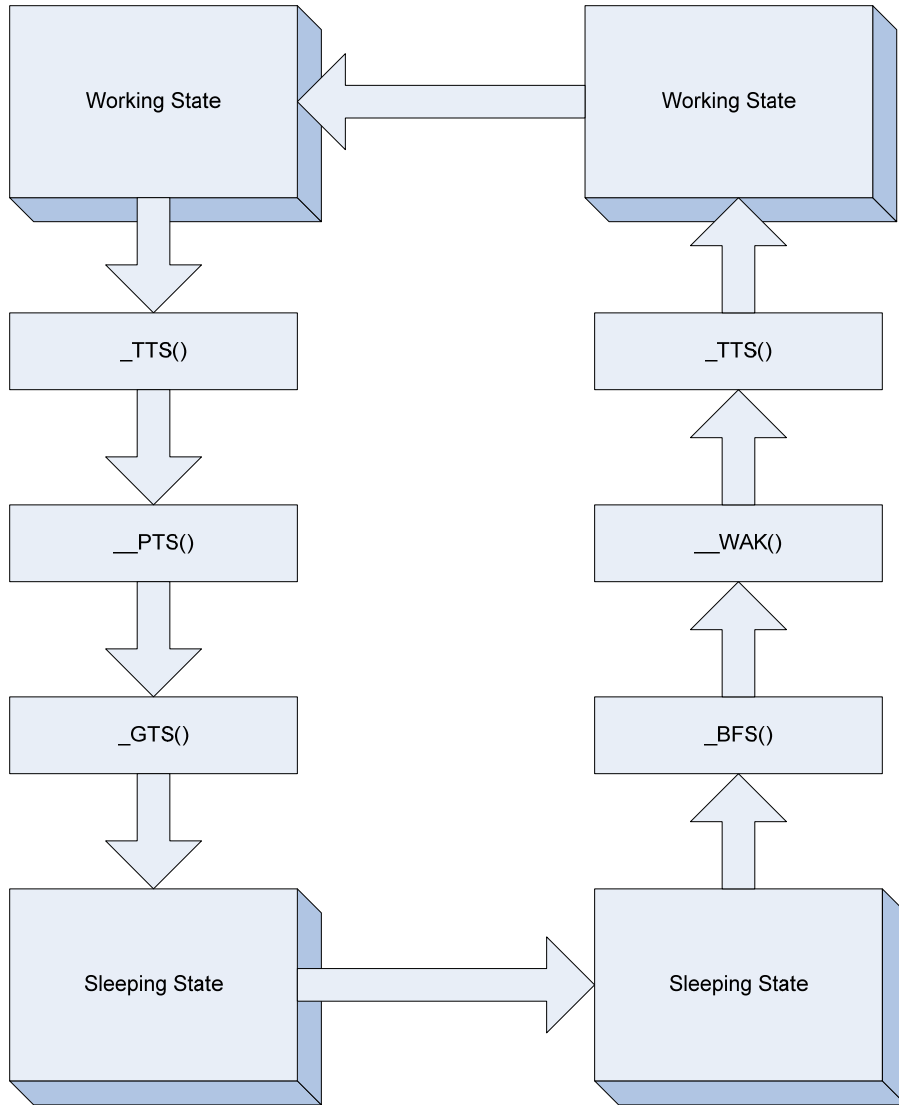 Working State
Working State
_TTS()
_TTS()
__PTS()
__WAK()
_GTS()
_BFS()
Sleeping State
Sleeping State